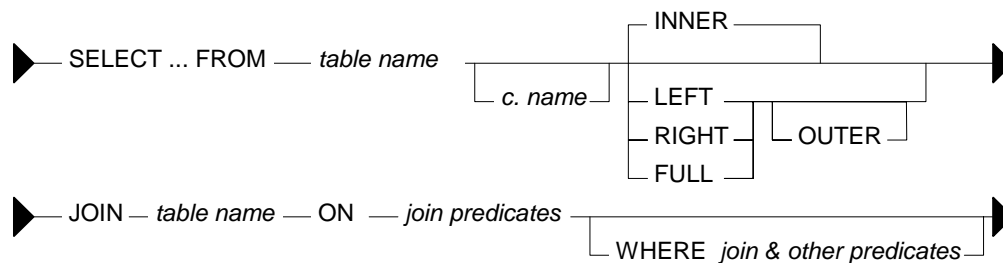 INNER
SELECT ... FROM table name
c. name
LEFT
RIGHT OUTER
FULL
JOIN table name ON join predicates
WHERE join & other predicates